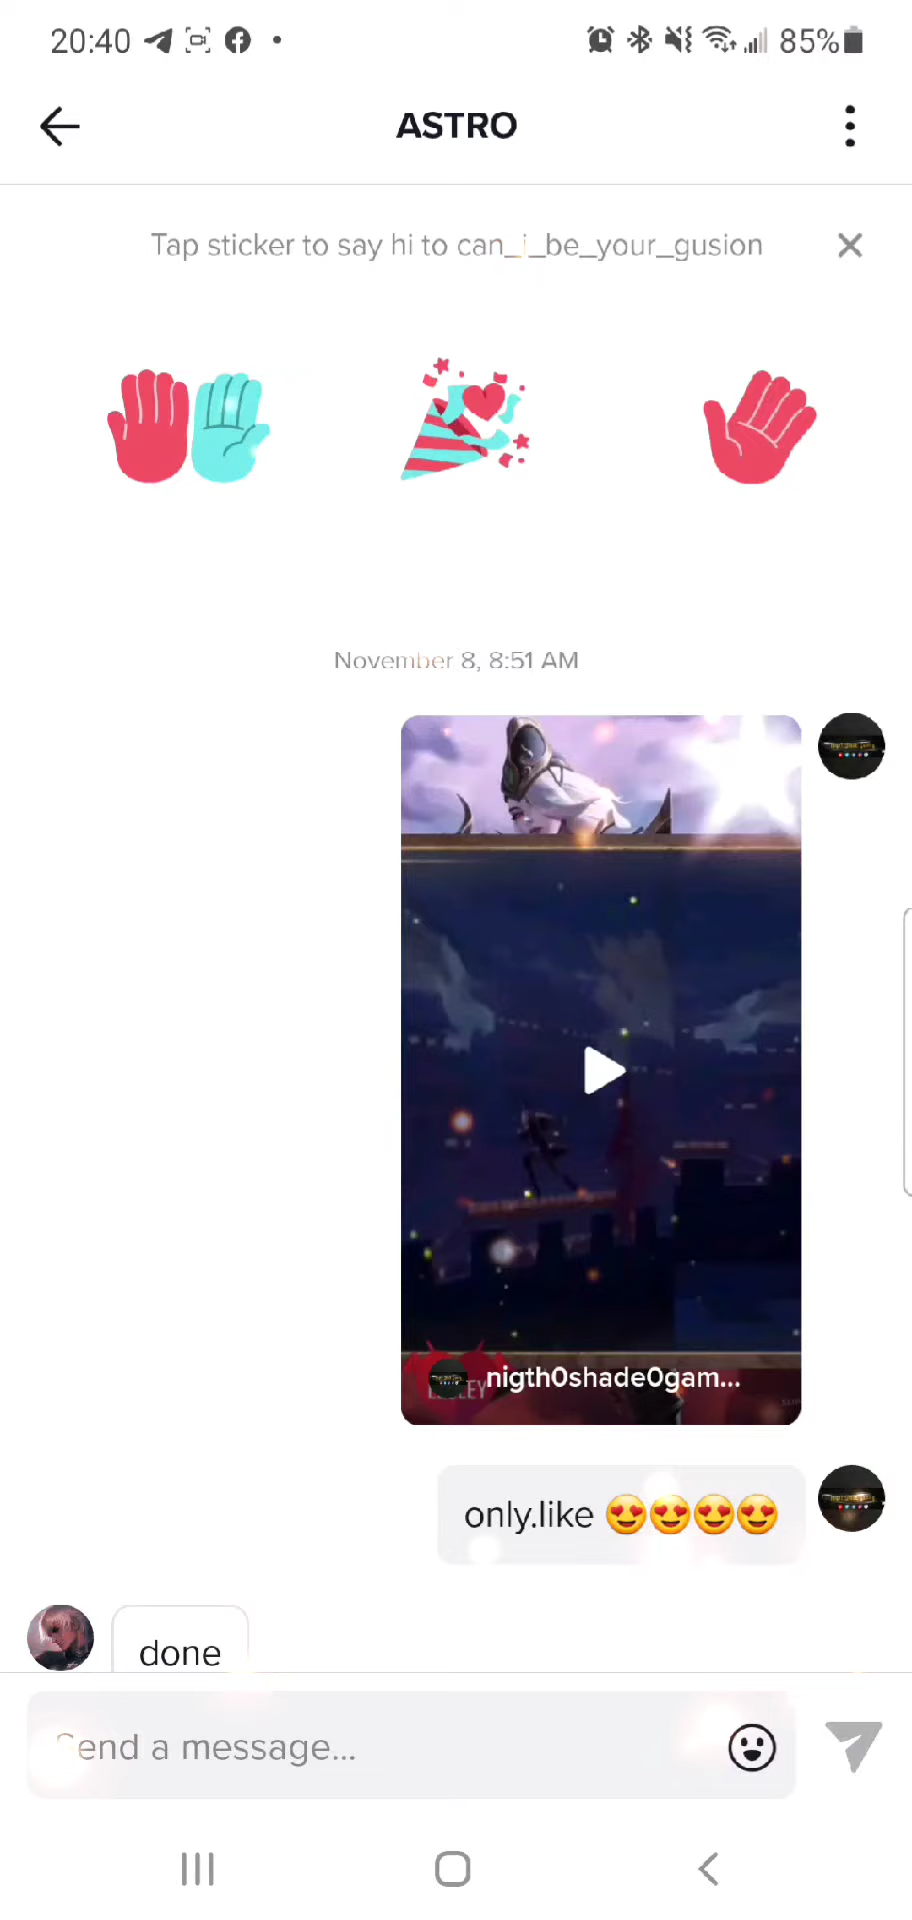 20:40
85%
ASTRO
Tap sticker to say hi to can_i_be_your_gusion
November 8, 8:51 AM
nigth0shade0gam...
only.like 😍😍😍😍
done
Send a message...